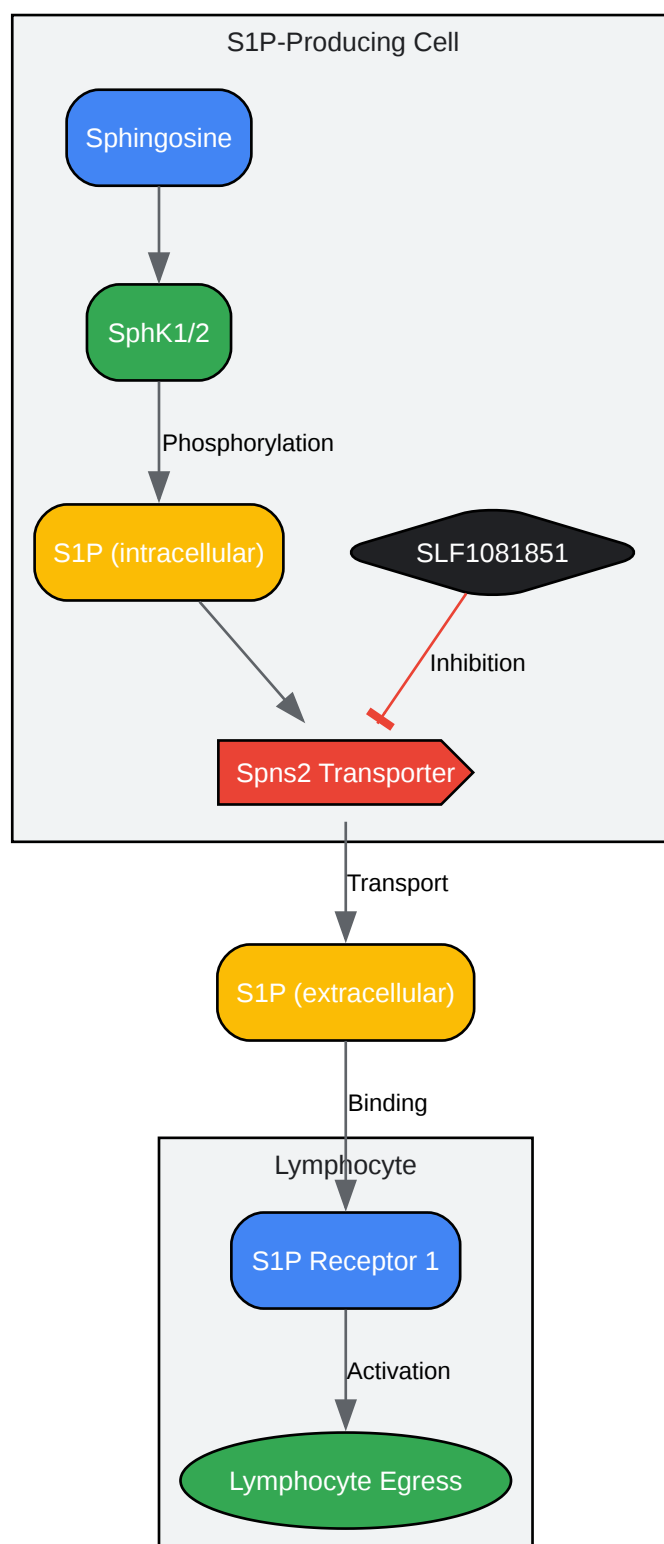 S1P-Producing Cell
Sphingosine
SphK1/2
Phosphorylation
S1P (intracellular)
SLF1081851
Inhibition
Spns2 Transporter
Transport
S1P (extracellular)
Binding
Lymphocyte
S1P Receptor 1
Activation
Lymphocyte Egress